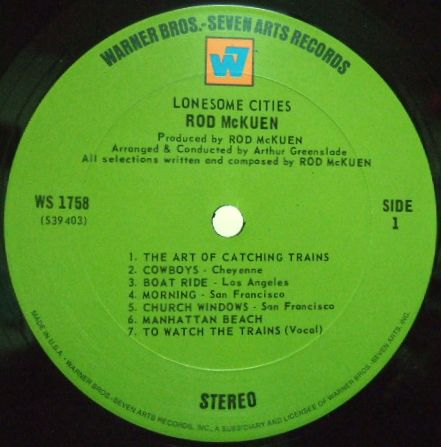 WARNER BROS.-SEVEN ARTS RECORDS
W7
LONESOME CITIES
ROD McKUEN
Produced by ROD McKUEN
Arranged & Conducted by Arthur Greenslade
All selections written and composed by ROD McKUEN
WS 1758
(S39403)
SIDE
1
1. THE ART OF CATCHING TRAINS
2. COWBOYS - Cheyenne
3. BOAT RIDE - Los Angeles
4. MORNING - San Francisco
5. CHURCH WINDOWS - San Francisco
6. MANHATTAN BEACH
7. TO WATCH THE TRAINS (Vocal)
STEREO
MADE IN U.S.A. • WARNER BROS.-SEVEN ARTS RECORDS, INC., A SUBSIDIARY AND LICENSEE OF WARNER BROS.-SEVEN ARTS, INC.